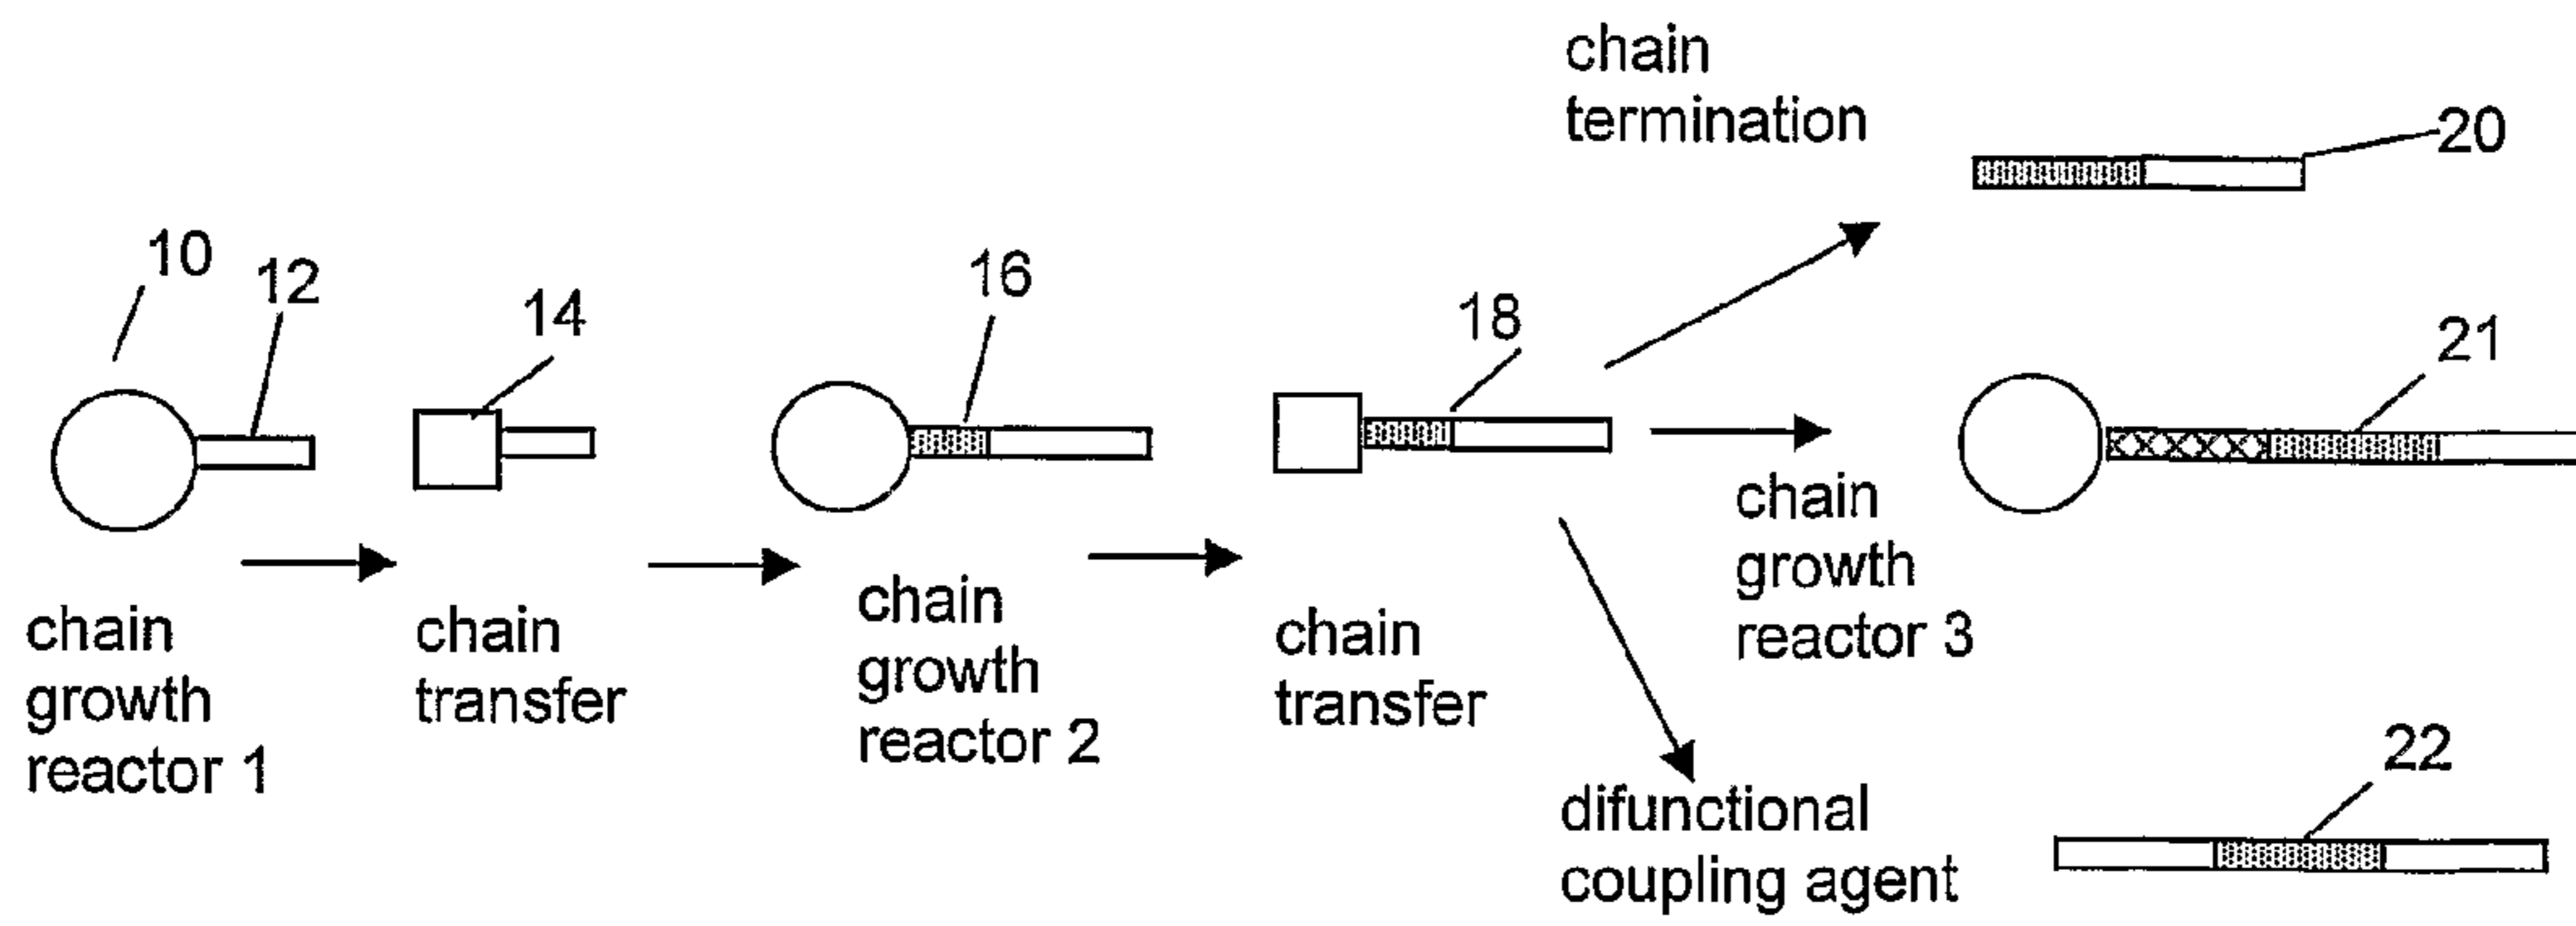 chain
termination
20
10
12
14
16
18
21
chain
growth
reactor 1
chain
transfer
chain
growth
reactor 2
chain
transfer
chain
growth
reactor 3
difunctional
coupling agent
22